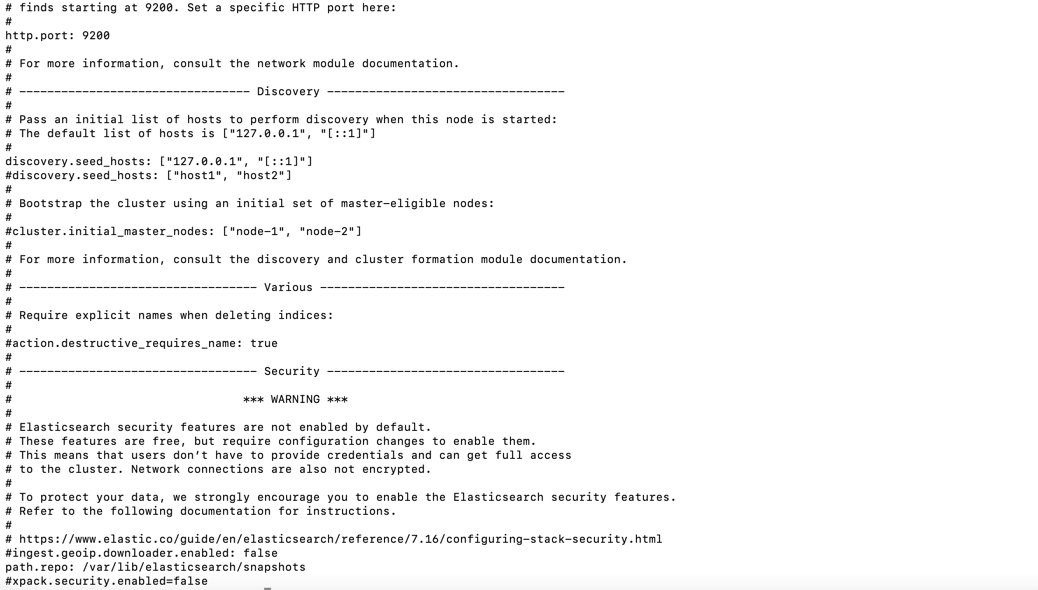 # finds starting at 9200. Set a specific HTTP port here:
#
http.port: 9200
#
# For more information, consult the network module documentation.
#
# --------------------------------- Discovery ----------------------------------
#
# Pass an initial list of hosts to perform discovery when this node is started:
# The default list of hosts is ["127.0.0.1", "[::1]"]
#
discovery.seed_hosts: ["127.0.0.1", "[::1]"]
#discovery.seed_hosts: ["host1", "host2"]
#
# Bootstrap the cluster using an initial set of master-eligible nodes:
#
#cluster.initial_master_nodes: ["node-1", "node-2"]
#
# For more information, consult the discovery and cluster formation module documentation.
#
# ---------------------------------- Various -----------------------------------
#
# Require explicit names when deleting indices:
#
#action.destructive_requires_name: true
#
# ---------------------------------- Security ----------------------------------
#
#                                 *** WARNING ***
#
# Elasticsearch security features are not enabled by default.
# These features are free, but require configuration changes to enable them.
# This means that users don’t have to provide credentials and can get full access
# to the cluster. Network connections are also not encrypted.
#
# To protect your data, we strongly encourage you to enable the Elasticsearch security features.
# Refer to the following documentation for instructions.
#
# https://www.elastic.co/guide/en/elasticsearch/reference/7.16/configuring-stack-security.html
#ingest.geoip.downloader.enabled: false
path.repo: /var/lib/elasticsearch/snapshots
#xpack.security.enabled=false